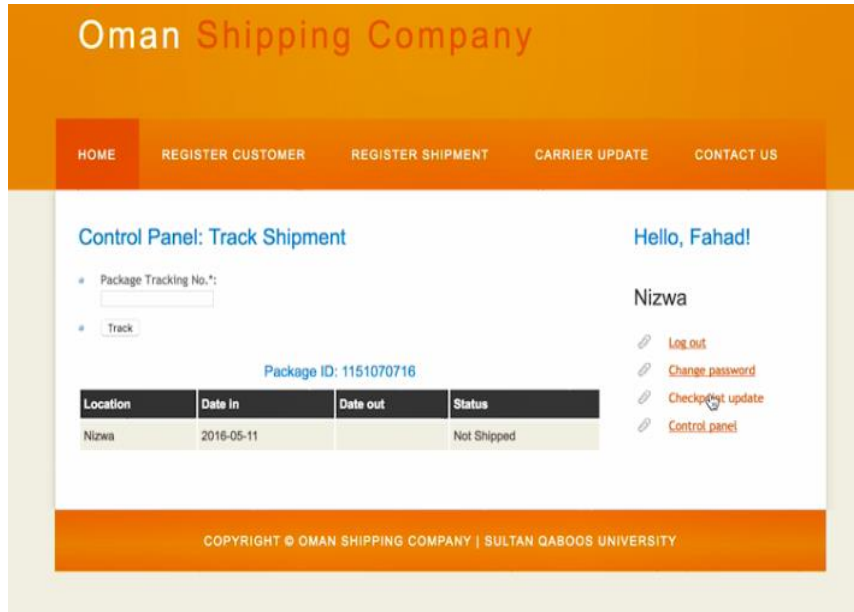 Oman Shipping Company
HOME REGISTER CUSTOMER REGISTER SHIPMENT CARRIER UPDATE CONTACT US
Control Panel: Track Shipment
Package Tracking No.*:
Track
Package ID: 1151070716
Location Date in Date out Status
Nizwa 2016-05-11 Not Shipped
Hello, Fahad!
Nizwa
Log out
Change password
Checkpoint update
Control panel
COPYRIGHT © OMAN SHIPPING COMPANY | SULTAN QABOOS UNIVERSITY